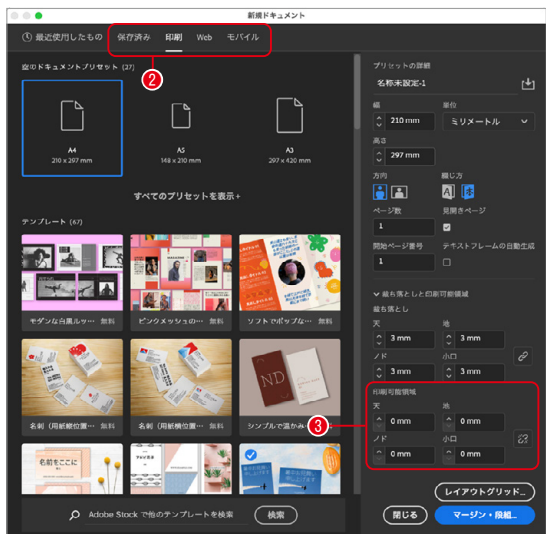 新規ドキュメント
最近使用したもの 保存済み 印刷 Web モバイル
2
空のドキュメントプリセット (27)
A4
210 x 297 mm
A5
148 x 210 mm
A3
297 x 420 mm
すべてのプリセットを表示+
テンプレート (67)
モダンな白黒ルッ… 無料
ピンクメッシュの… 無料
ソフトでポップな… 無料
名刺（用紙縦位置… 無料
名刺（用紙横位置… 無料
シンプルで温かみ
ND
MAGAZINE
名前をここに
Adobe Stock で他のテンプレートを検索 検索
プリセットの詳細
名称未設定-1
幅 単位
210 mm ミリメートル
高さ
297 mm
方向 綴じ方
ページ数 見開きページ
1
開始ページ番号 テキストフレームの自動生成
1
裁ち落としと印刷可能領域
裁ち落とし
天 地
3 mm 3 mm
ノド 小口
3 mm 3 mm
3
印刷可能領域
天 地
0 mm 0 mm
ノド 小口
0 mm 0 mm
レイアウトグリッド...
閉じる マージン・段組...